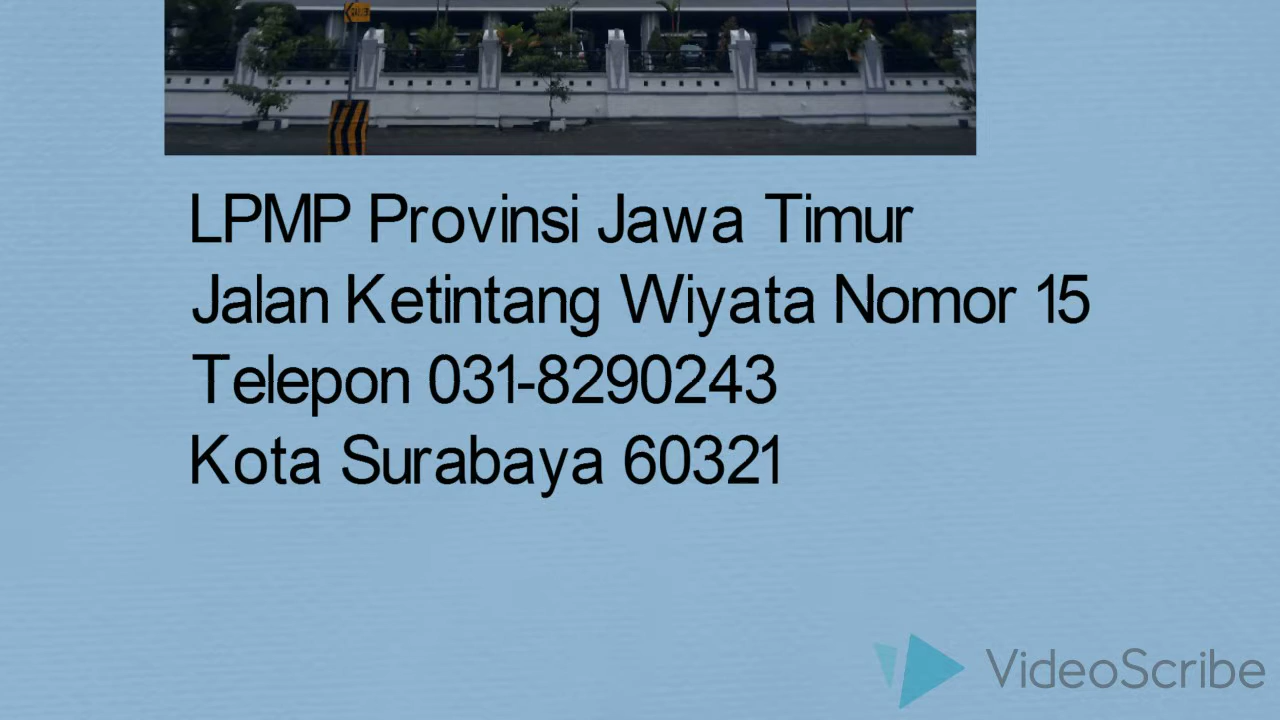 LPMP Provinsi Jawa Timur
Jalan Ketintang Wiyata Nomor 15
Telepon 031-8290243
Kota Surabaya 60321
VideoScribe